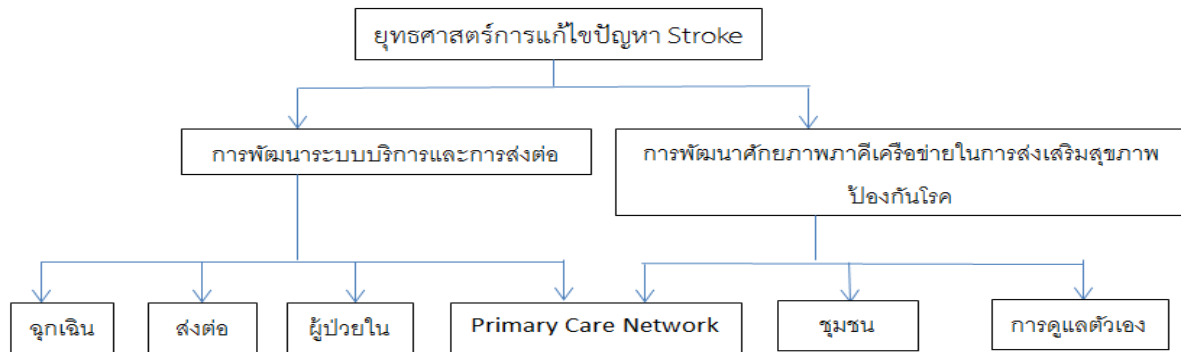 ยุทธศาสตร์การแก้ไขปัญหา Stroke
การพัฒนาระบบบริการและการส่งต่อ
การพัฒนาศักยภาพภาคีเครือข่ายในการส่งเสริมสุขภาพ
ป้องกันโรค
ฉุกเฉิน
ส่งต่อ
ผู้ป่วยใน
Primary Care Network
ชุมชน
การดูแลตัวเอง